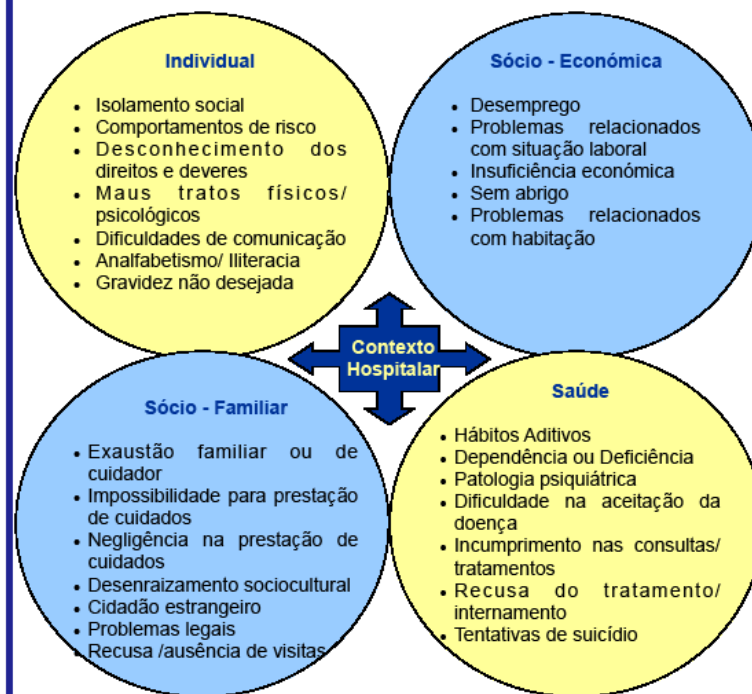 Individual
• Isolamento social
• Comportamentos de risco
• Desconhecimento dos
direitos e deveres
• Maus tratos físicos/
psicológicos
• Dificuldades de comunicação
• Analfabetismo/ Iliteracia
• Gravidez não desejada
Sócio - Económica
• Desemprego
• Problemas relacionados
com situação laboral
• Insuficiência económica
• Sem abrigo
• Problemas relacionados
com habitação
Contexto
Hospitalar
Sócio - Familiar
• Exaustão familiar ou de
cuidador
• Impossibilidade para prestação
de cuidados
• Negligência na prestação de
cuidados
• Desenraizamento sociocultural
• Cidadão estrangeiro
• Problemas legais
• Recusa /ausência de visitas
Saúde
• Hábitos Aditivos
• Dependência ou Deficiência
• Patologia psiquiátrica
• Dificuldade na aceitação da
doença
• Incumprimento nas consultas/
tratamentos
• Recusa do tratamento/
internamento
• Tentativas de suicídio